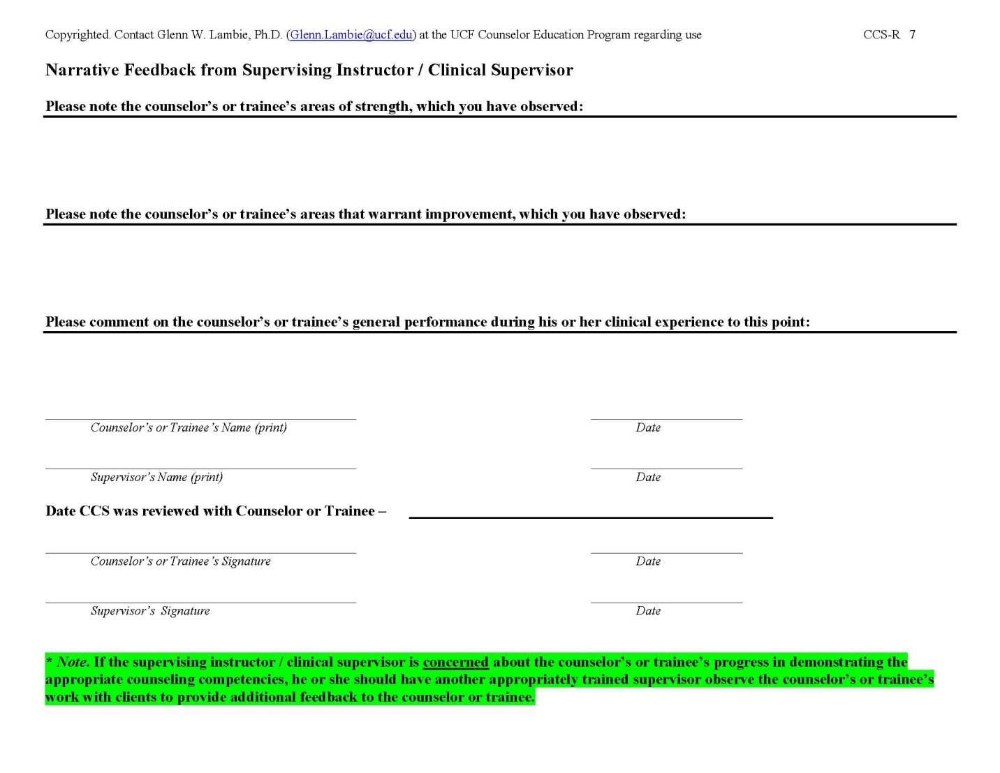 Copyrighted. Contact Glenn W. Lambie, Ph.D. (Glenn.Lambie@ucf.edu) at the UCF Counselor Education Program regarding use CCS-R 7
Narrative Feedback from Supervising Instructor / Clinical Supervisor
Please note the counselor’s or trainee’s areas of strength, which you have observed:
Please note the counselor’s or trainee’s areas that warrant improvement, which you have observed:
Please comment on the counselor’s or trainee’s general performance during his or her clinical experience to this point:
Counselor’s or Trainee’s Name (print) Date
Supervisor’s Name (print) Date
Date CCS was reviewed with Counselor or Trainee –
Counselor’s or Trainee’s Signature Date
Supervisor’s Signature Date
* Note. If the supervising instructor / clinical supervisor is concerned about the counselor’s or trainee’s progress in demonstrating the
appropriate counseling competencies, he or she should have another appropriately trained supervisor observe the counselor’s or trainee’s
work with clients to provide additional feedback to the counselor or trainee.